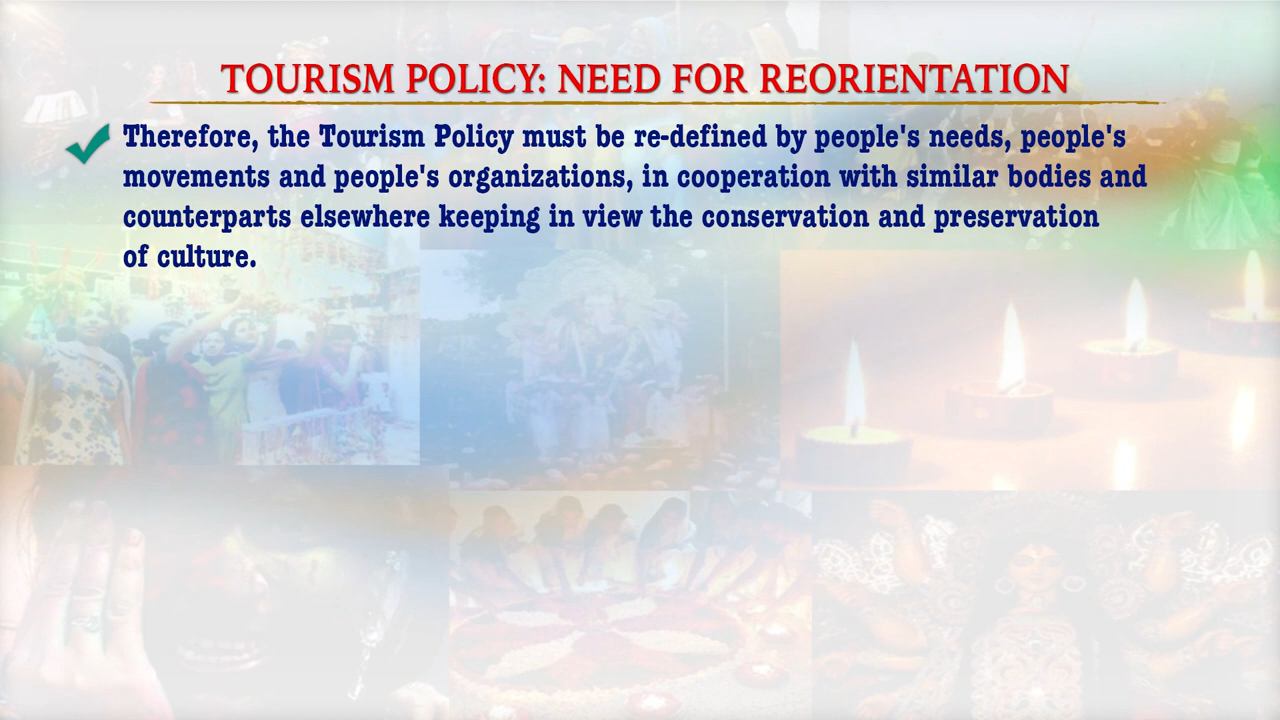 TOURISM POLICY: NEED FOR REORIENTATION
Therefore, the Tourism Policy must be re-defined by people's needs, people's
movements and people's organizations, in cooperation with similar bodies and
counterparts elsewhere keeping in view the conservation and preservation
of culture.